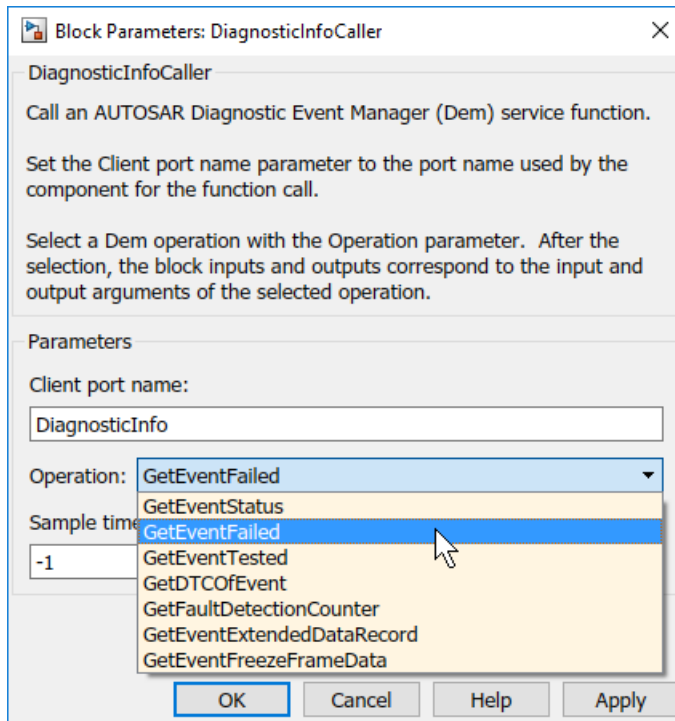 Block Parameters: DiagnosticInfoCaller
DiagnosticInfoCaller
Call an AUTOSAR Diagnostic Event Manager (Dem) service function.
Set the Client port name parameter to the port name used by the
component for the function call.
Select a Dem operation with the Operation parameter.  After the
selection, the block inputs and outputs correspond to the input and
output arguments of the selected operation.
Parameters
Client port name:
DiagnosticInfo
Operation: GetEventFailed
GetEventStatus
Sample time
GetEventFailed
GetEventTested
-1
GetDTCOfEvent
GetFaultDetectionCounter
GetEventExtendedDataRecord
GetEventFreezeFrameData
OK Cancel Help Apply